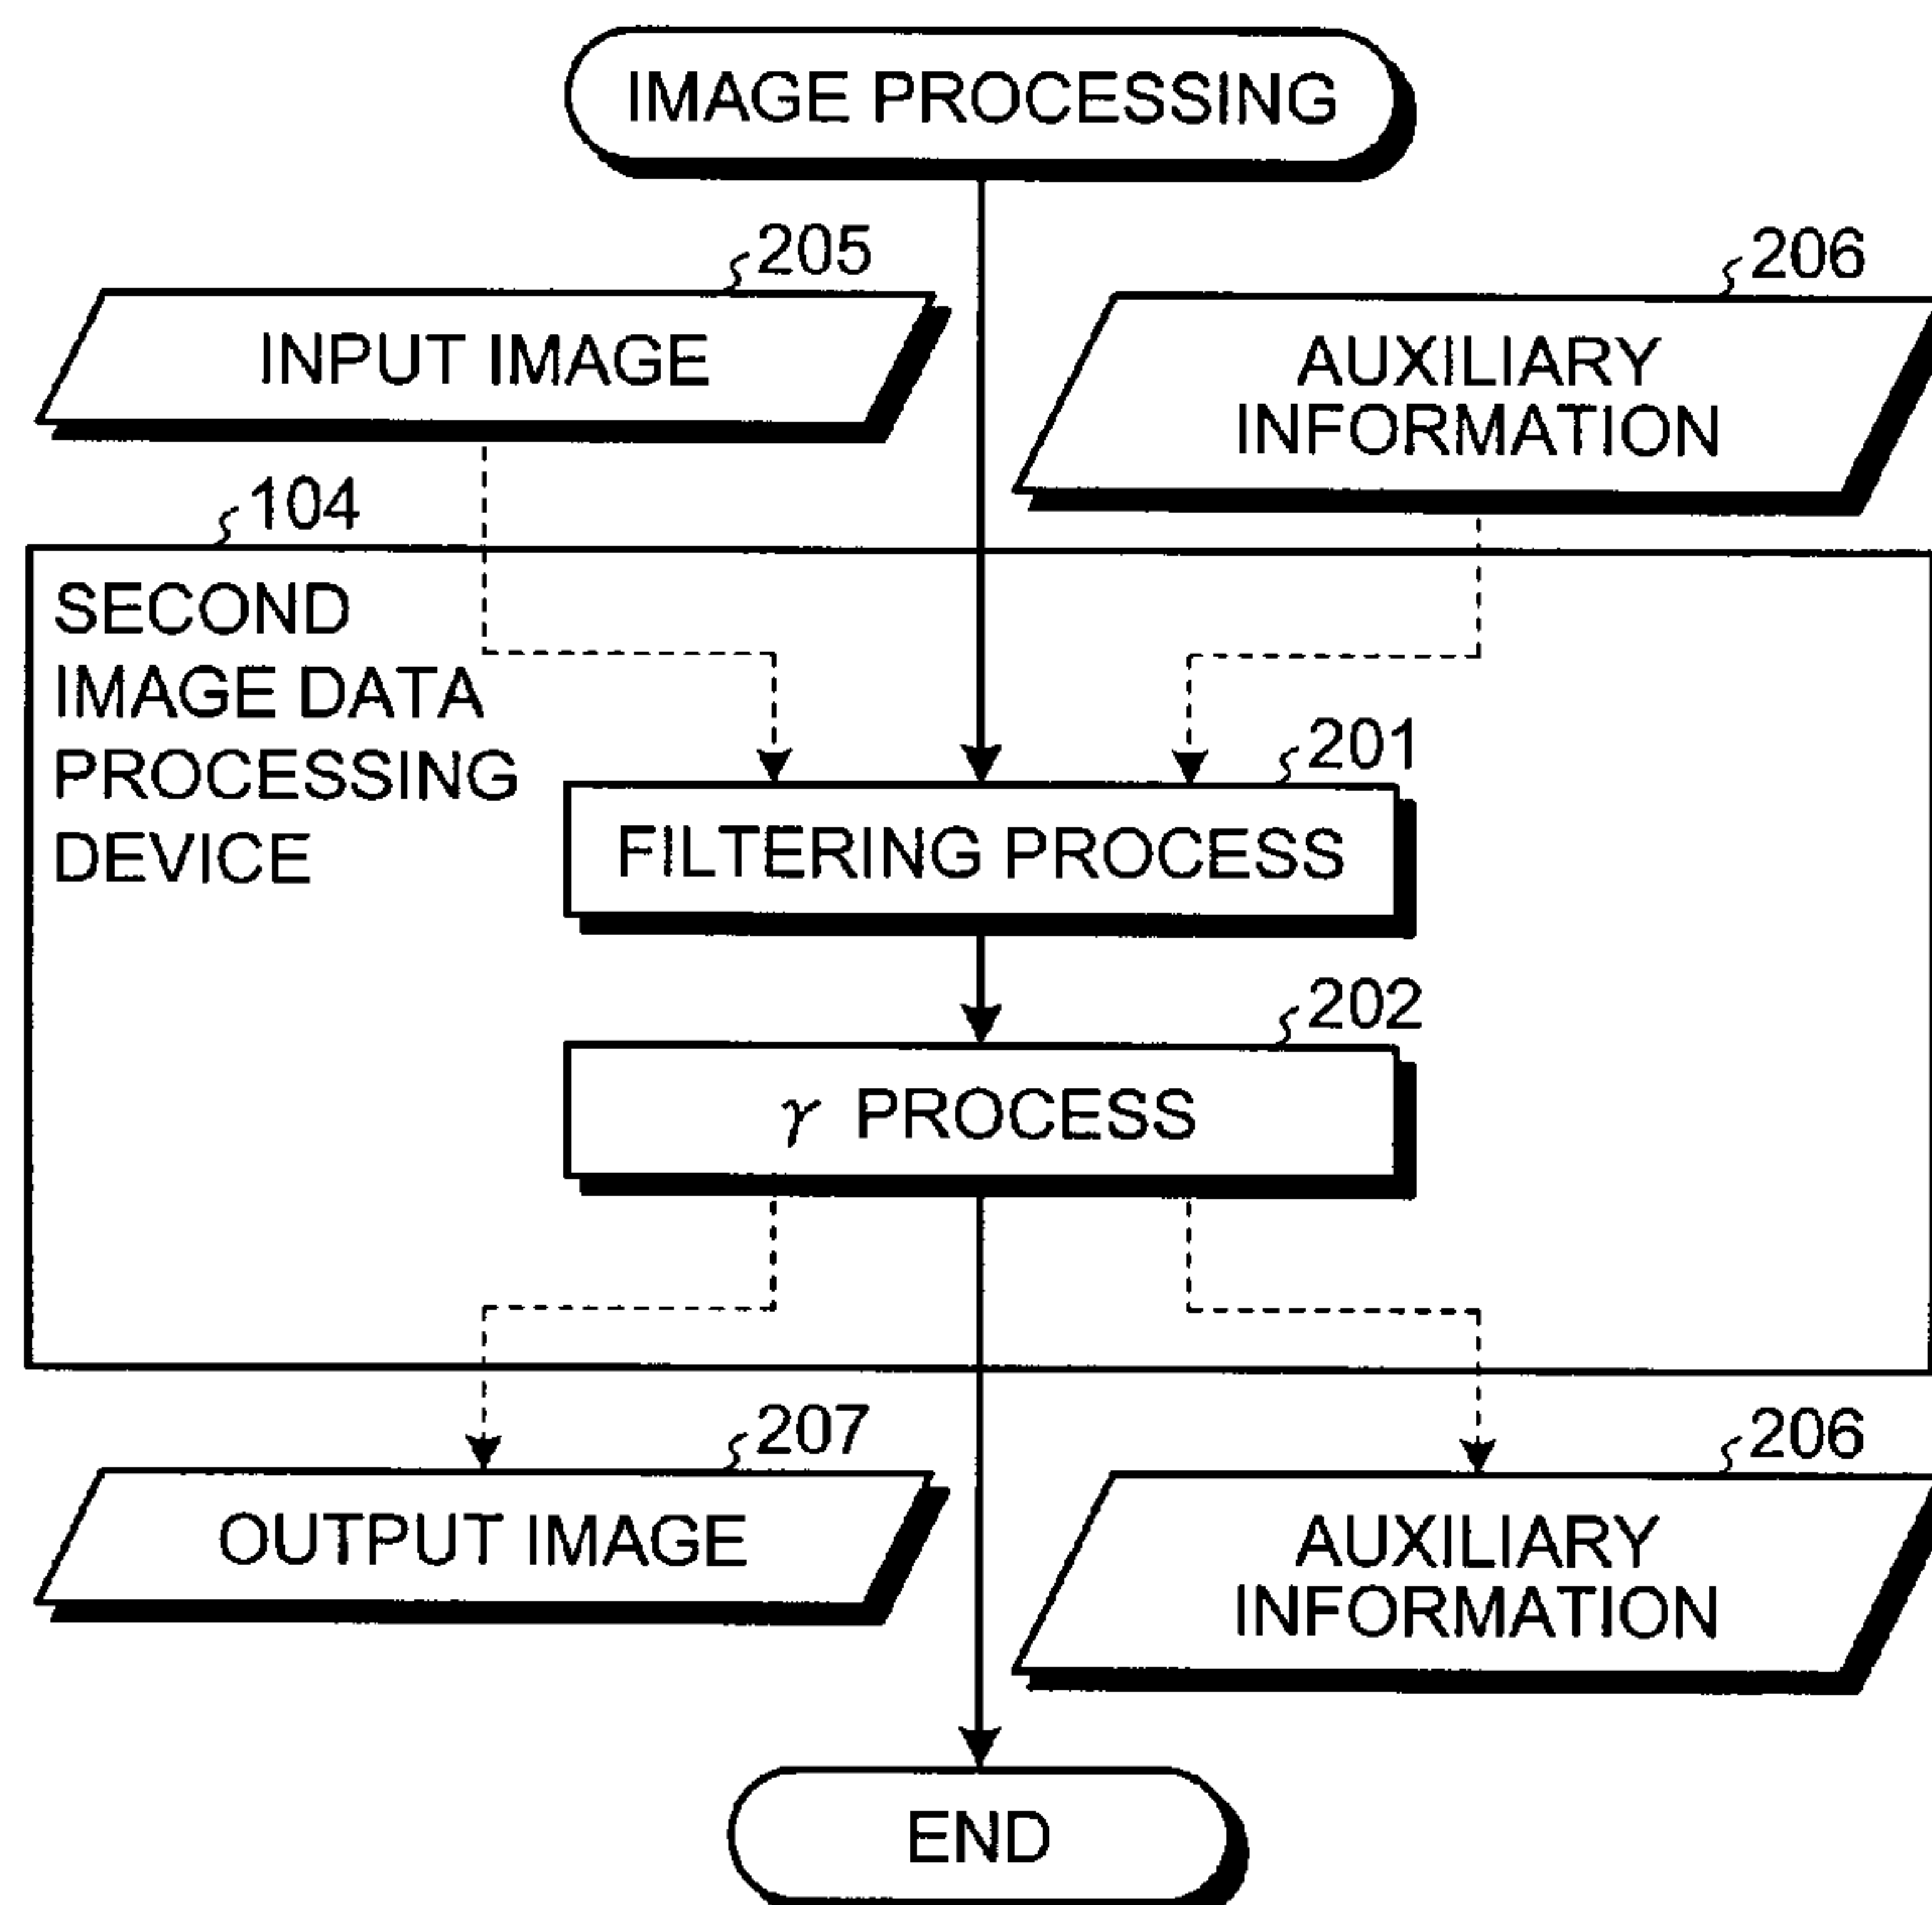 IMAGE PROCESSING
205
206
INPUT IMAGE
AUXILIARY
INFORMATION
104
SECOND
IMAGE DATA
PROCESSING
DEVICE
201
FILTERING PROCESS
202
γ PROCESS
207
206
OUTPUT IMAGE
AUXILIARY
INFORMATION
END